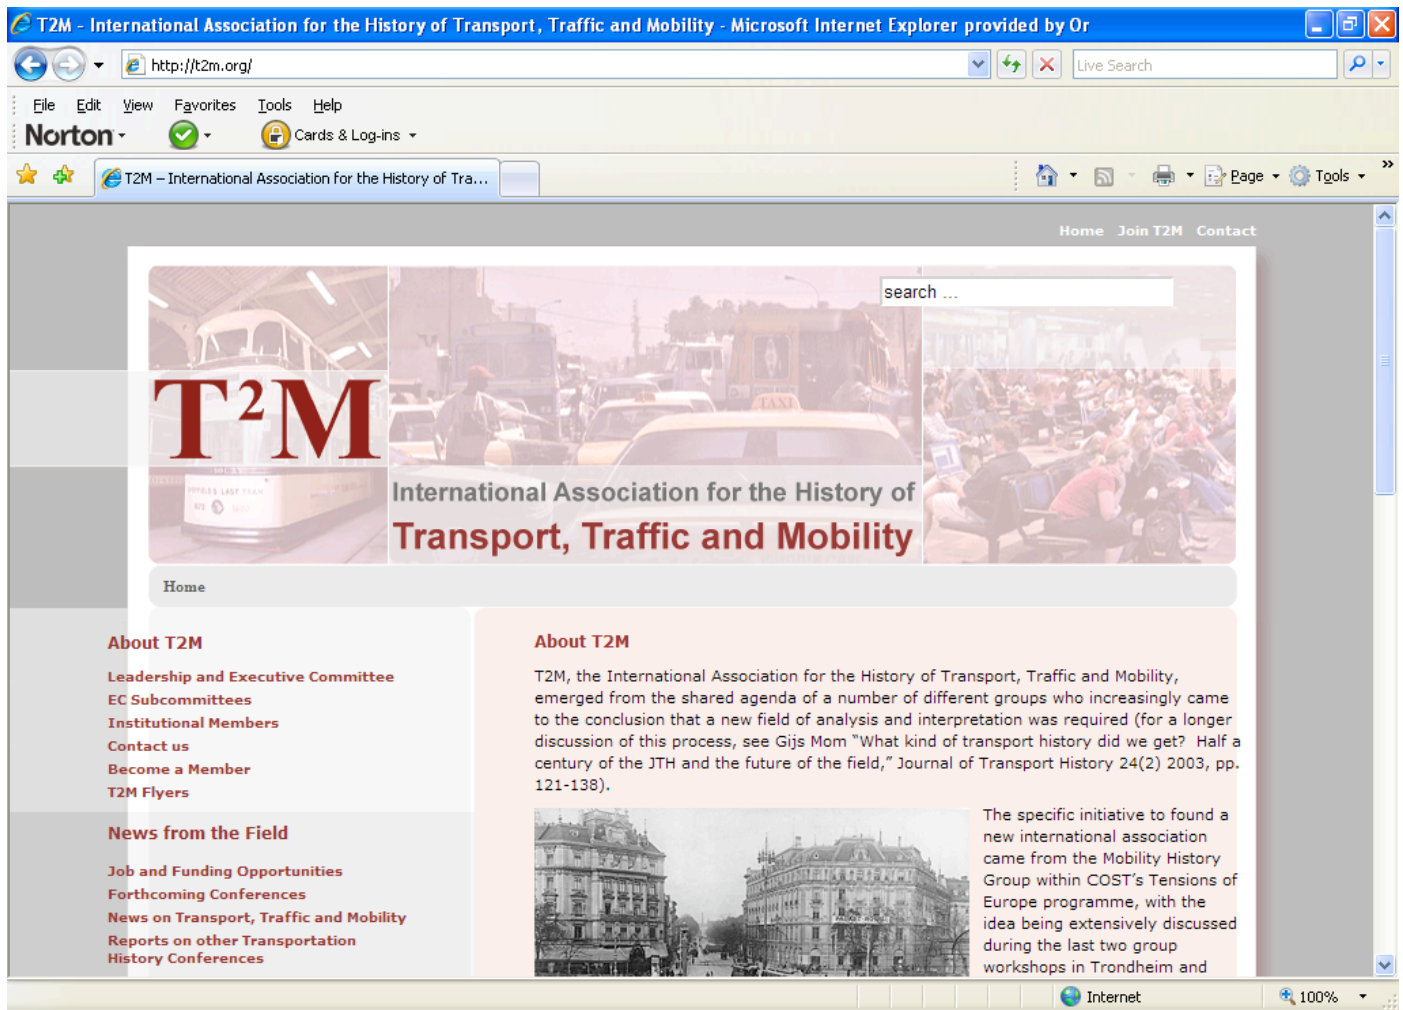 T2M - International Association for the History of Transport, Traffic and Mobility - Microsoft Internet Explorer provided by Or
http://t2m.org/
Live Search
File Edit View Favorites Tools Help
Norton
Cards & Log-ins
T2M – International Association for the History of Tra...
Page Tools »
Home Join T2M Contact
search ...
TAXI
T²M
International Association for the History of
Transport, Traffic and Mobility
Home
About T2M
Leadership and Executive Committee
EC Subcommittees
Institutional Members
Contact us
Become a Member
T2M Flyers
News from the Field
Job and Funding Opportunities
Forthcoming Conferences
News on Transport, Traffic and Mobility
Reports on other Transportation
History Conferences
About T2M
T2M, the International Association for the History of Transport, Traffic and Mobility,
emerged from the shared agenda of a number of different groups who increasingly came
to the conclusion that a new field of analysis and interpretation was required (for a longer
discussion of this process, see Gijs Mom “What kind of transport history did we get?  Half a
century of the JTH and the future of the field,” Journal of Transport History 24(2) 2003, pp.
121-138).
The specific initiative to found a
new international association
came from the Mobility History
Group within COST’s Tensions of
Europe programme, with the
idea being extensively discussed
during the last two group
workshops in Trondheim and
Internet
100%